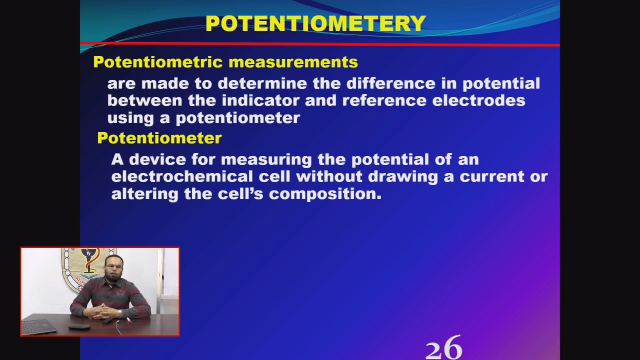 POTENTIOMETERY
Potentiometric measurements
are made to determine the difference in potential
between the indicator and reference electrodes
using a potentiometer
Potentiometer
A device for measuring the potential of an
electrochemical cell without drawing a current or
altering the cell's composition.
26